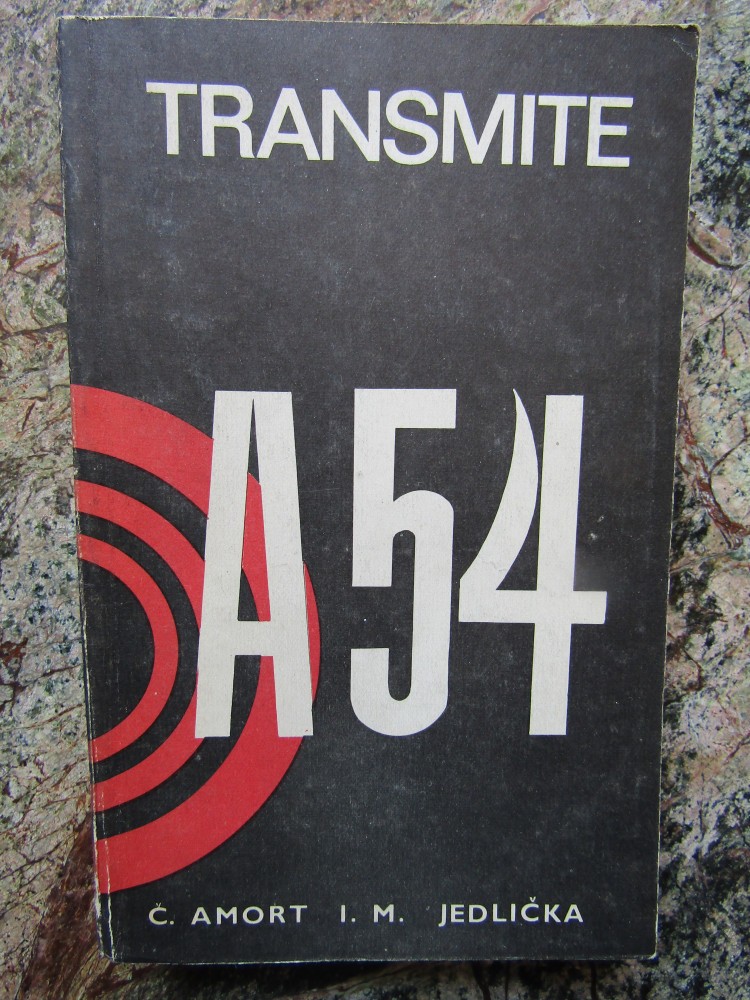 TRANSMITE
A54
Č. AMORT I. M. JEDLIČKA